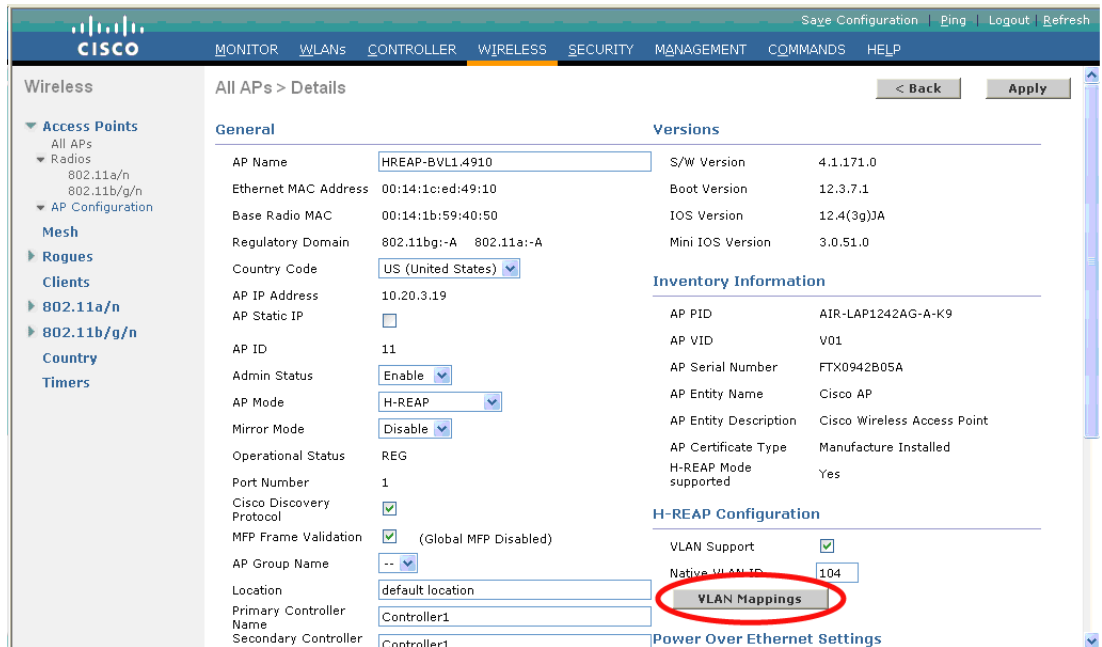 Save Configuration | Ping | Logout | Refresh
CISCO
MONITOR WLANs CONTROLLER WIRELESS SECURITY MANAGEMENT COMMANDS HELP
Wireless
Access Points
All APs
Radios
802.11a/n
802.11b/g/n
AP Configuration
Mesh
Rogues
Clients
802.11a/n
802.11b/g/n
Country
Timers
All APs > Details
< Back
Apply
General
AP Name HREAP-BVL1.4910
Ethernet MAC Address 00:14:1c:ed:49:10
Base Radio MAC 00:14:1b:59:40:50
Regulatory Domain 802.11bg:-A 802.11a:-A
Country Code US (United States)
AP IP Address 10.20.3.19
AP Static IP
AP ID 11
Admin Status Enable
AP Mode H-REAP
Mirror Mode Disable
Operational Status REG
Port Number 1
Cisco Discovery
Protocol
MFP Frame Validation (Global MFP Disabled)
AP Group Name --
Location default location
Primary Controller
Name Controller1
Secondary Controller
Controller1
Versions
S/W Version 4.1.171.0
Boot Version 12.3.7.1
IOS Version 12.4(3g)JA
Mini IOS Version 3.0.51.0
Inventory Information
AP PID AIR-LAP1242AG-A-K9
AP VID V01
AP Serial Number FTX0942B05A
AP Entity Name Cisco AP
AP Entity Description Cisco Wireless Access Point
AP Certificate Type Manufacture Installed
H-REAP Mode
supported Yes
H-REAP Configuration
VLAN Support
Native VLAN ID 104
VLAN Mappings
Power Over Ethernet Settings